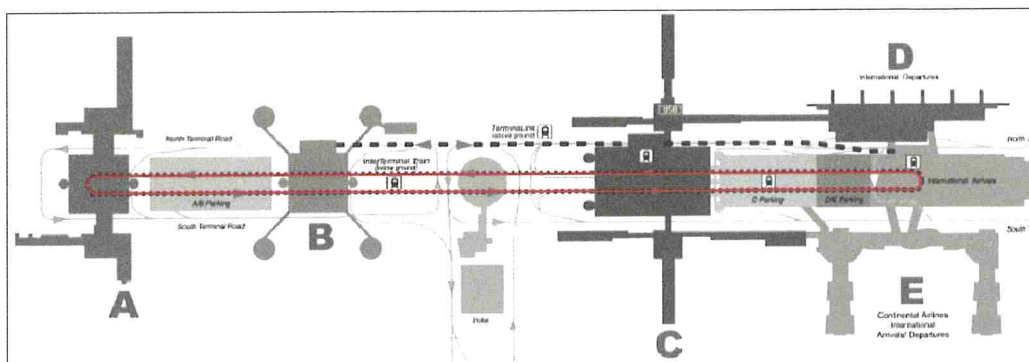 D
International Departures
TerminaLink
(above ground)
North Terminal Road
InterTerminal Train
(below ground)
International Arrivals
A/B Parking
C Parking
D/E Parking
South Terminal Road
South
B
A
Hotel
C
E
Continental Airlines
International
Arrivals/ Departures